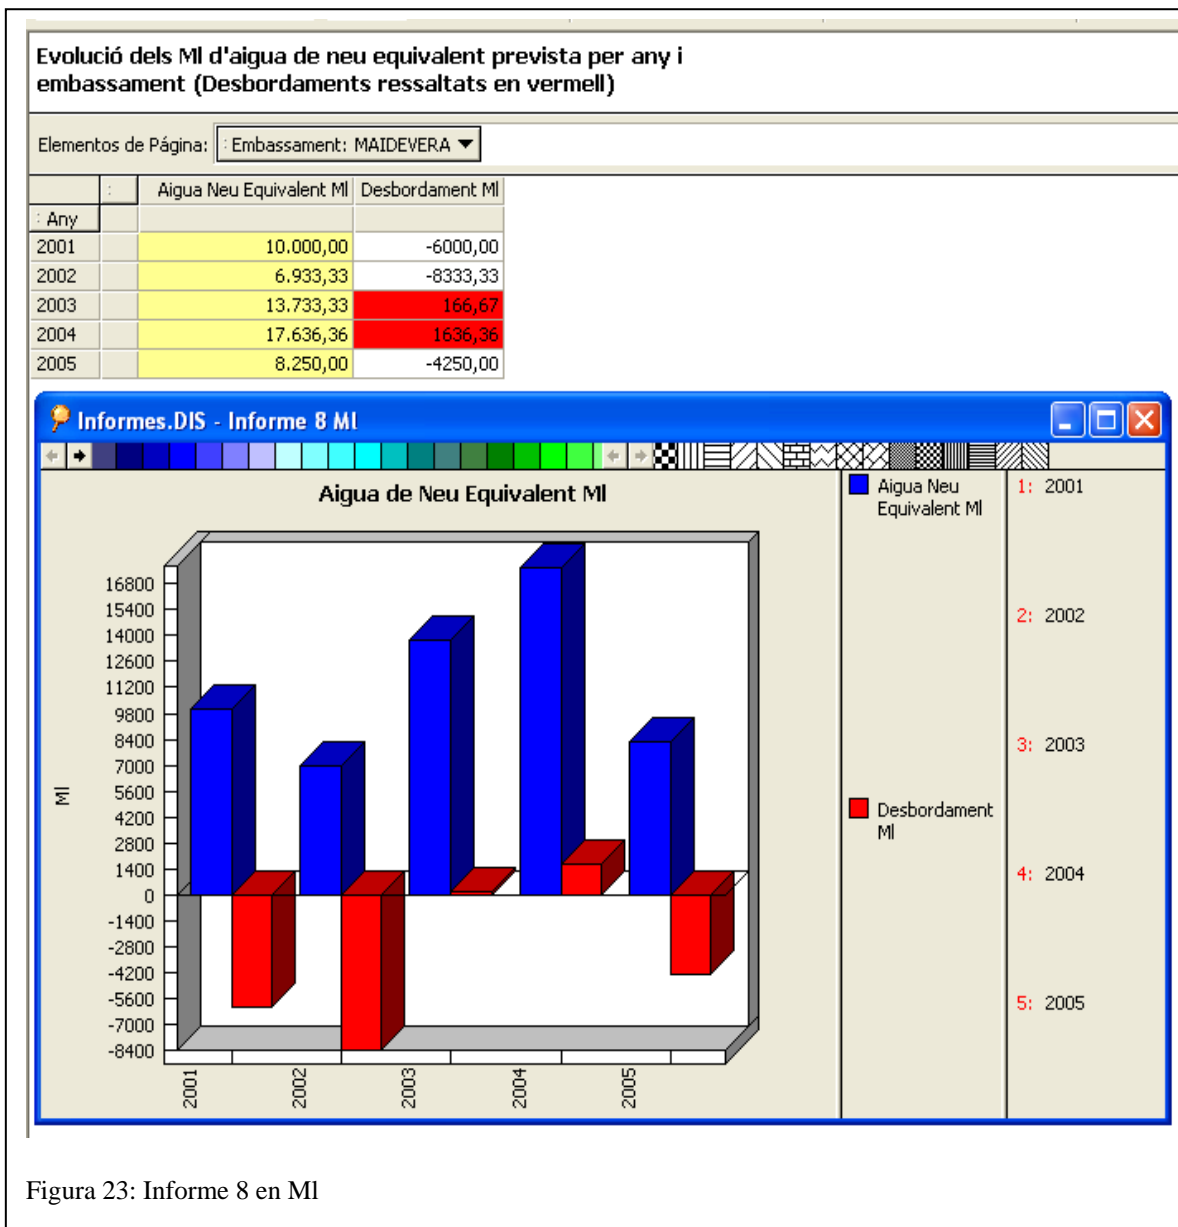 Evolució dels Ml d'aigua de neu equivalent prevista per any i
embassament (Desbordaments ressaltats en vermell)
Elementos de Página: : Embassament: MAIDEVERA
: Aigua Neu Equivalent Ml Desbordament Ml
: Any
2001 10.000,00 -6000,00
2002 6.933,33 -8333,33
2003 13.733,33 166,67
2004 17.636,36 1636,36
2005 8.250,00 -4250,00
Informes.DIS - Informe 8 Ml
Aigua de Neu Equivalent Ml
16800
15400
14000
12600
11200
9800
8400
7000
5600
4200
2800
1400
0
-1400
-2800
-4200
-5600
-7000
-8400
Ml
2001
2002
2003
2004
2005
Aigua Neu
Equivalent Ml
Desbordament
Ml
1: 2001
2: 2002
3: 2003
4: 2004
5: 2005
Figura 23: Informe 8 en Ml